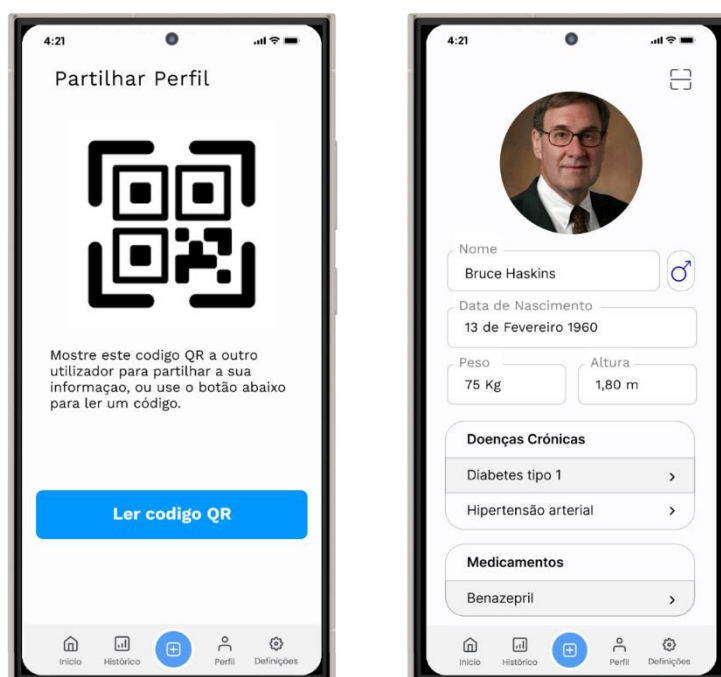 4:21
Partilhar Perfil
Mostre este codigo QR a outro
utilizador para partilhar a sua
informaçao, ou use o botão abaixo
para ler um código.
Ler codigo QR
Inicio
Histórico
Perfil
Definições
4:21
Nome
Bruce Haskins
Data de Nascimento
13 de Fevereiro 1960
Peso
75 Kg
Altura
1,80 m
Doenças Crónicas
Diabetes tipo 1
Hipertensão arterial
Medicamentos
Benazepril
Inicio
Histórico
Perfil
Definições